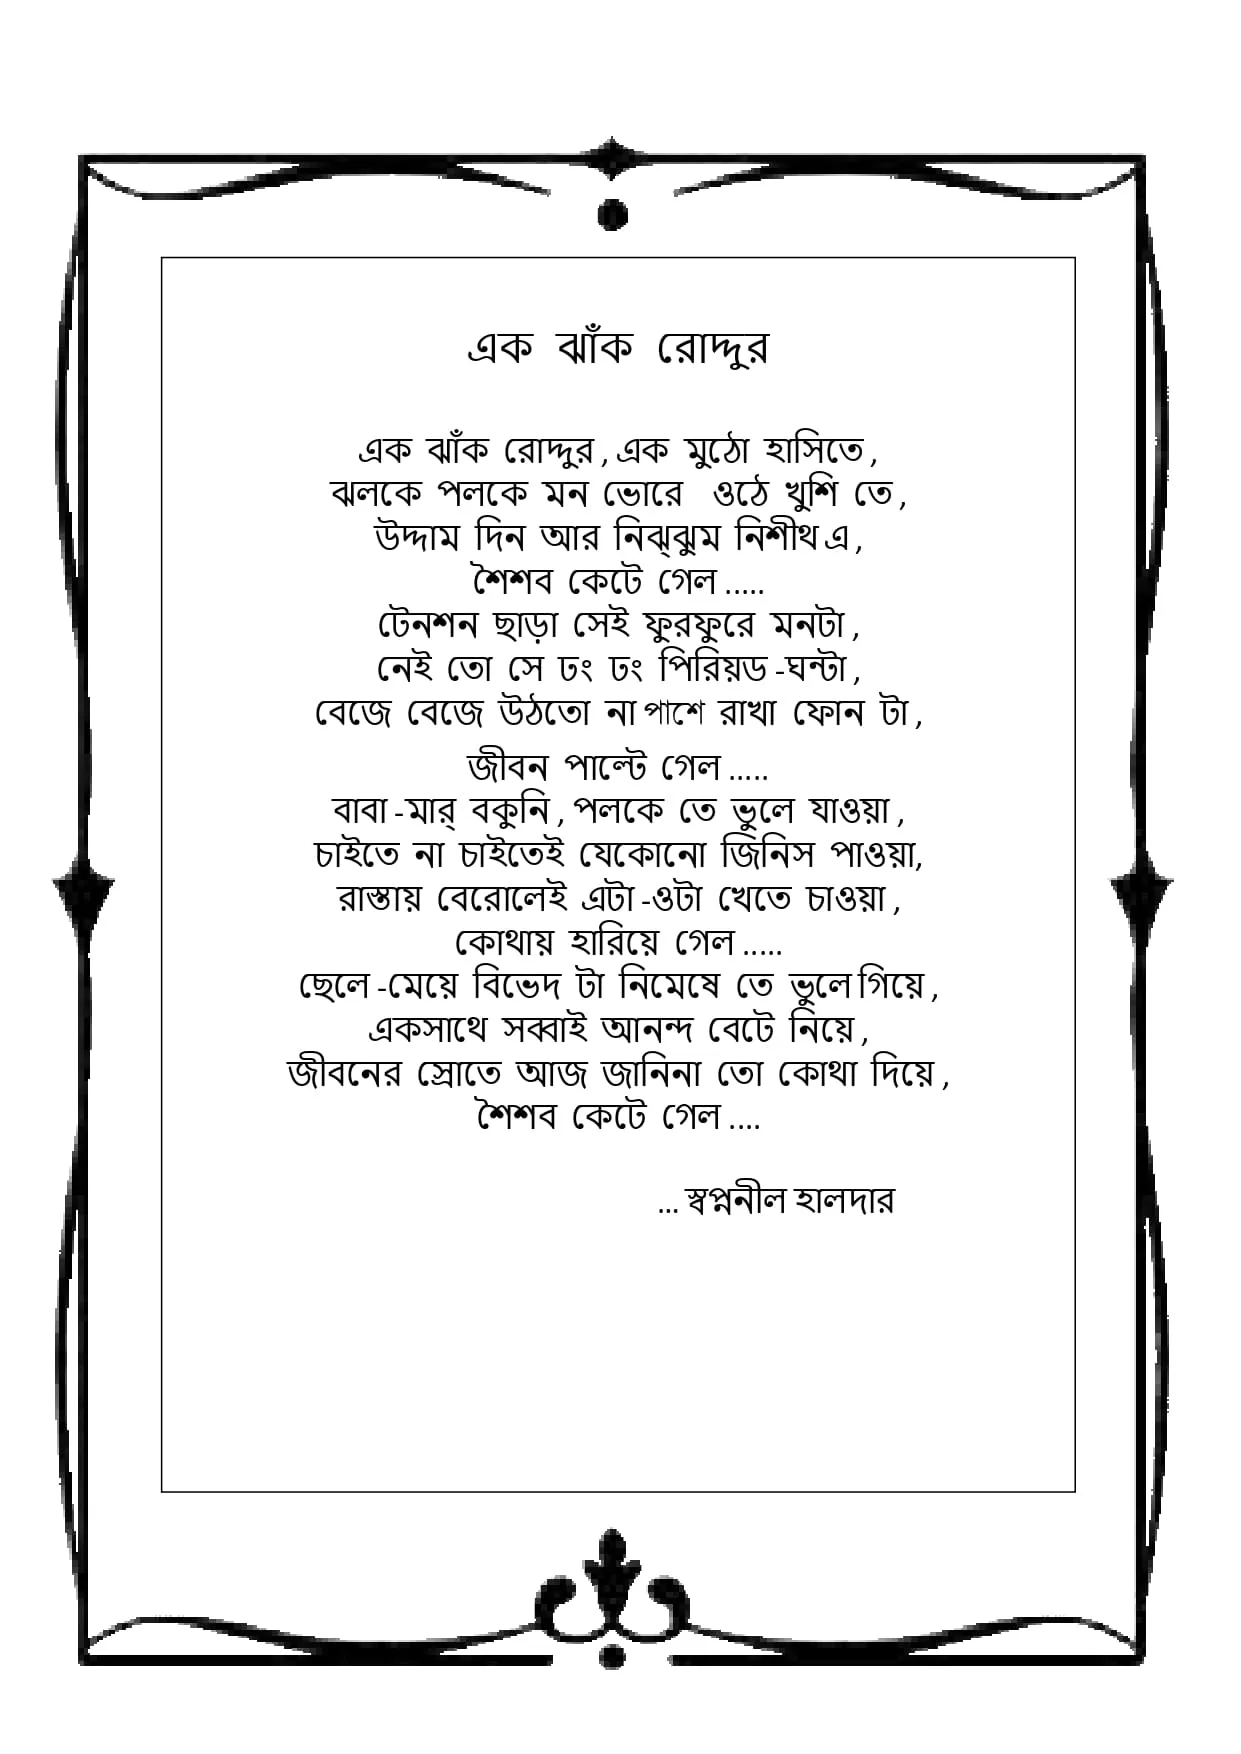 এক ঝাঁক রোদ্দুর
এক ঝাঁক রোদ্দুর, এক মুঠো হাসিতে,
ঝলকে পলকে মন ভোরে ওঠে খুশি তে,
উদ্দাম দিন আর নিঝ্ঝুম নিশীথ এ,
শৈশব কেটে গেল.....
টেনশন ছাড়া সেই ফুরফুরে মনটা,
নেই তো সে ঢং ঢং পিরিয়ড-ঘন্টা,
বেজে বেজে উঠতো না পাশে রাখা ফোন টা,
জীবন পাল্টে গেল.....
বাবা-মার্ বকুনি, পলকে তে ভুলে যাওয়া,
চাইতে না চাইতেই যেকোনো জিনিস পাওয়া,
রাস্তায় বেরোলেই এটা-ওটা খেতে চাওয়া,
কোথায় হারিয়ে গেল.....
ছেলে-মেয়ে বিভেদ টা নিমেষে তে ভুলে গিয়ে,
একসাথে সব্বাই আনন্দ বেটে নিয়ে,
জীবনের স্রোতে আজ জানিনা তো কোথা দিয়ে,
শৈশব কেটে গেল....
... স্বপ্ননীল হালদার